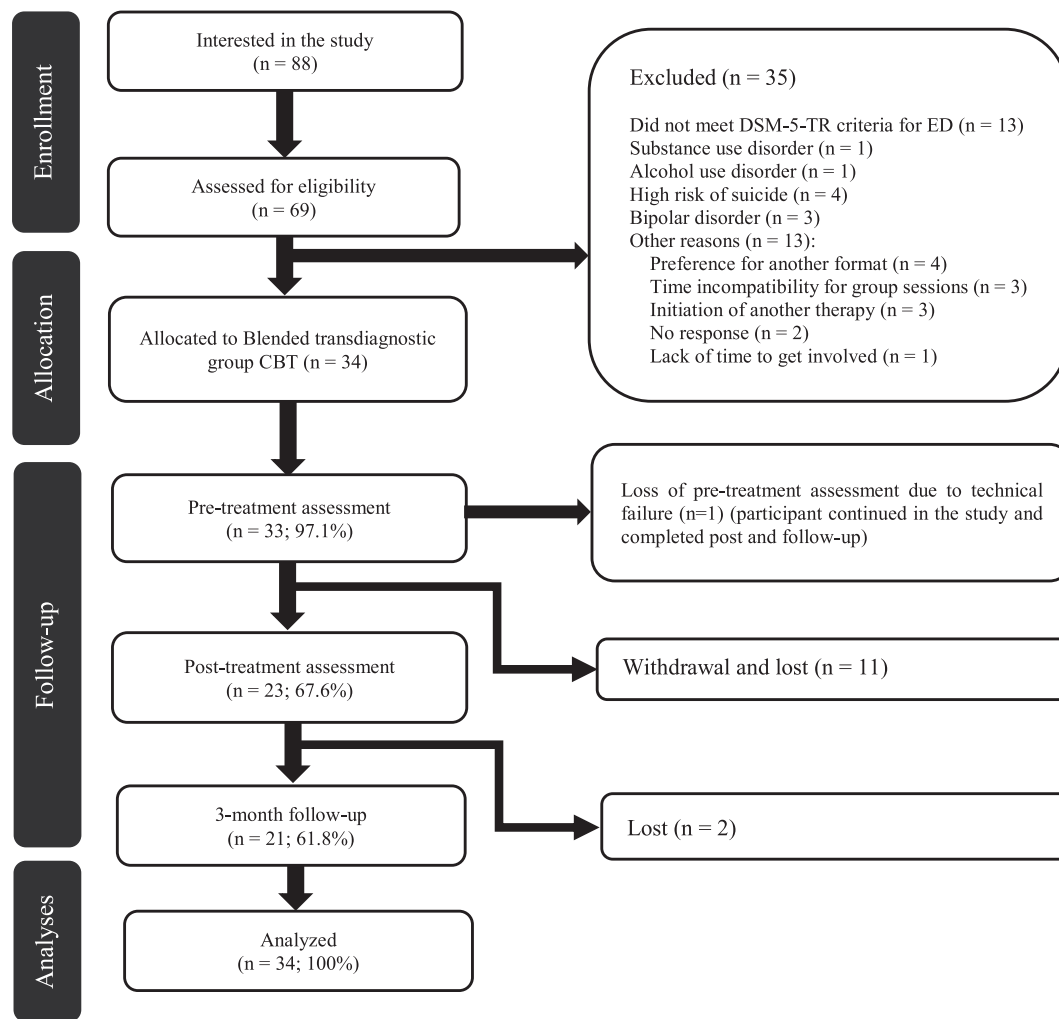 Enrollment
Interested in the study
(n = 88)
Assessed for eligibility
(n = 69)
Excluded (n = 35)
Did not meet DSM-5-TR criteria for ED (n = 13)
Substance use disorder (n = 1)
Alcohol use disorder (n = 1)
High risk of suicide (n = 4)
Bipolar disorder (n = 3)
Other reasons (n = 13):
Preference for another format (n = 4)
Time incompatibility for group sessions (n = 3)
Initiation of another therapy (n = 3)
No response (n = 2)
Lack of time to get involved (n = 1)
Allocation
Allocated to Blended transdiagnostic
group CBT (n = 34)
Follow-up
Pre-treatment assessment
(n = 33; 97.1%)
Loss of pre-treatment assessment due to technical
failure (n=1) (participant continued in the study and
completed post and follow-up)
Post-treatment assessment
(n = 23; 67.6%)
Withdrawal and lost (n = 11)
3-month follow-up
(n = 21; 61.8%)
Lost (n = 2)
Analyses
Analyzed
(n = 34; 100%)